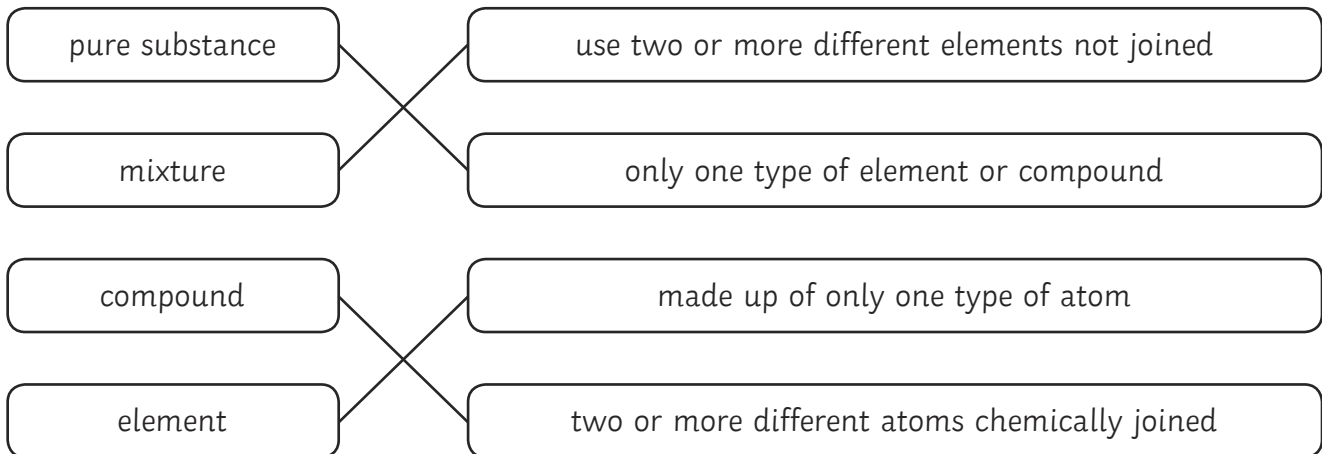 pure substance
use two or more different elements not joined
mixture
only one type of element or compound
compound
made up of only one type of atom
element
two or more different atoms chemically joined